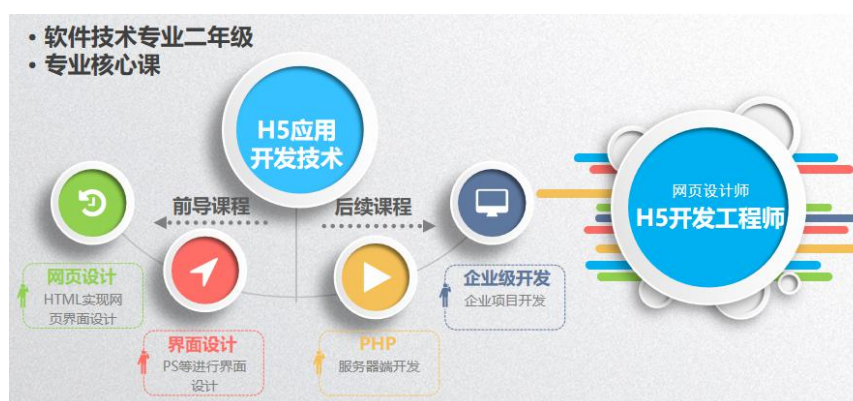 • 软件技术专业二年级
• 专业核心课
H5应用
开发技术
前导课程
后续课程
网页设计
HTML实现网
页界面设计
界面设计
PS等进行界面
设计
PHP
服务器端开发
企业级开发
企业项目开发
网页设计师
H5开发工程师